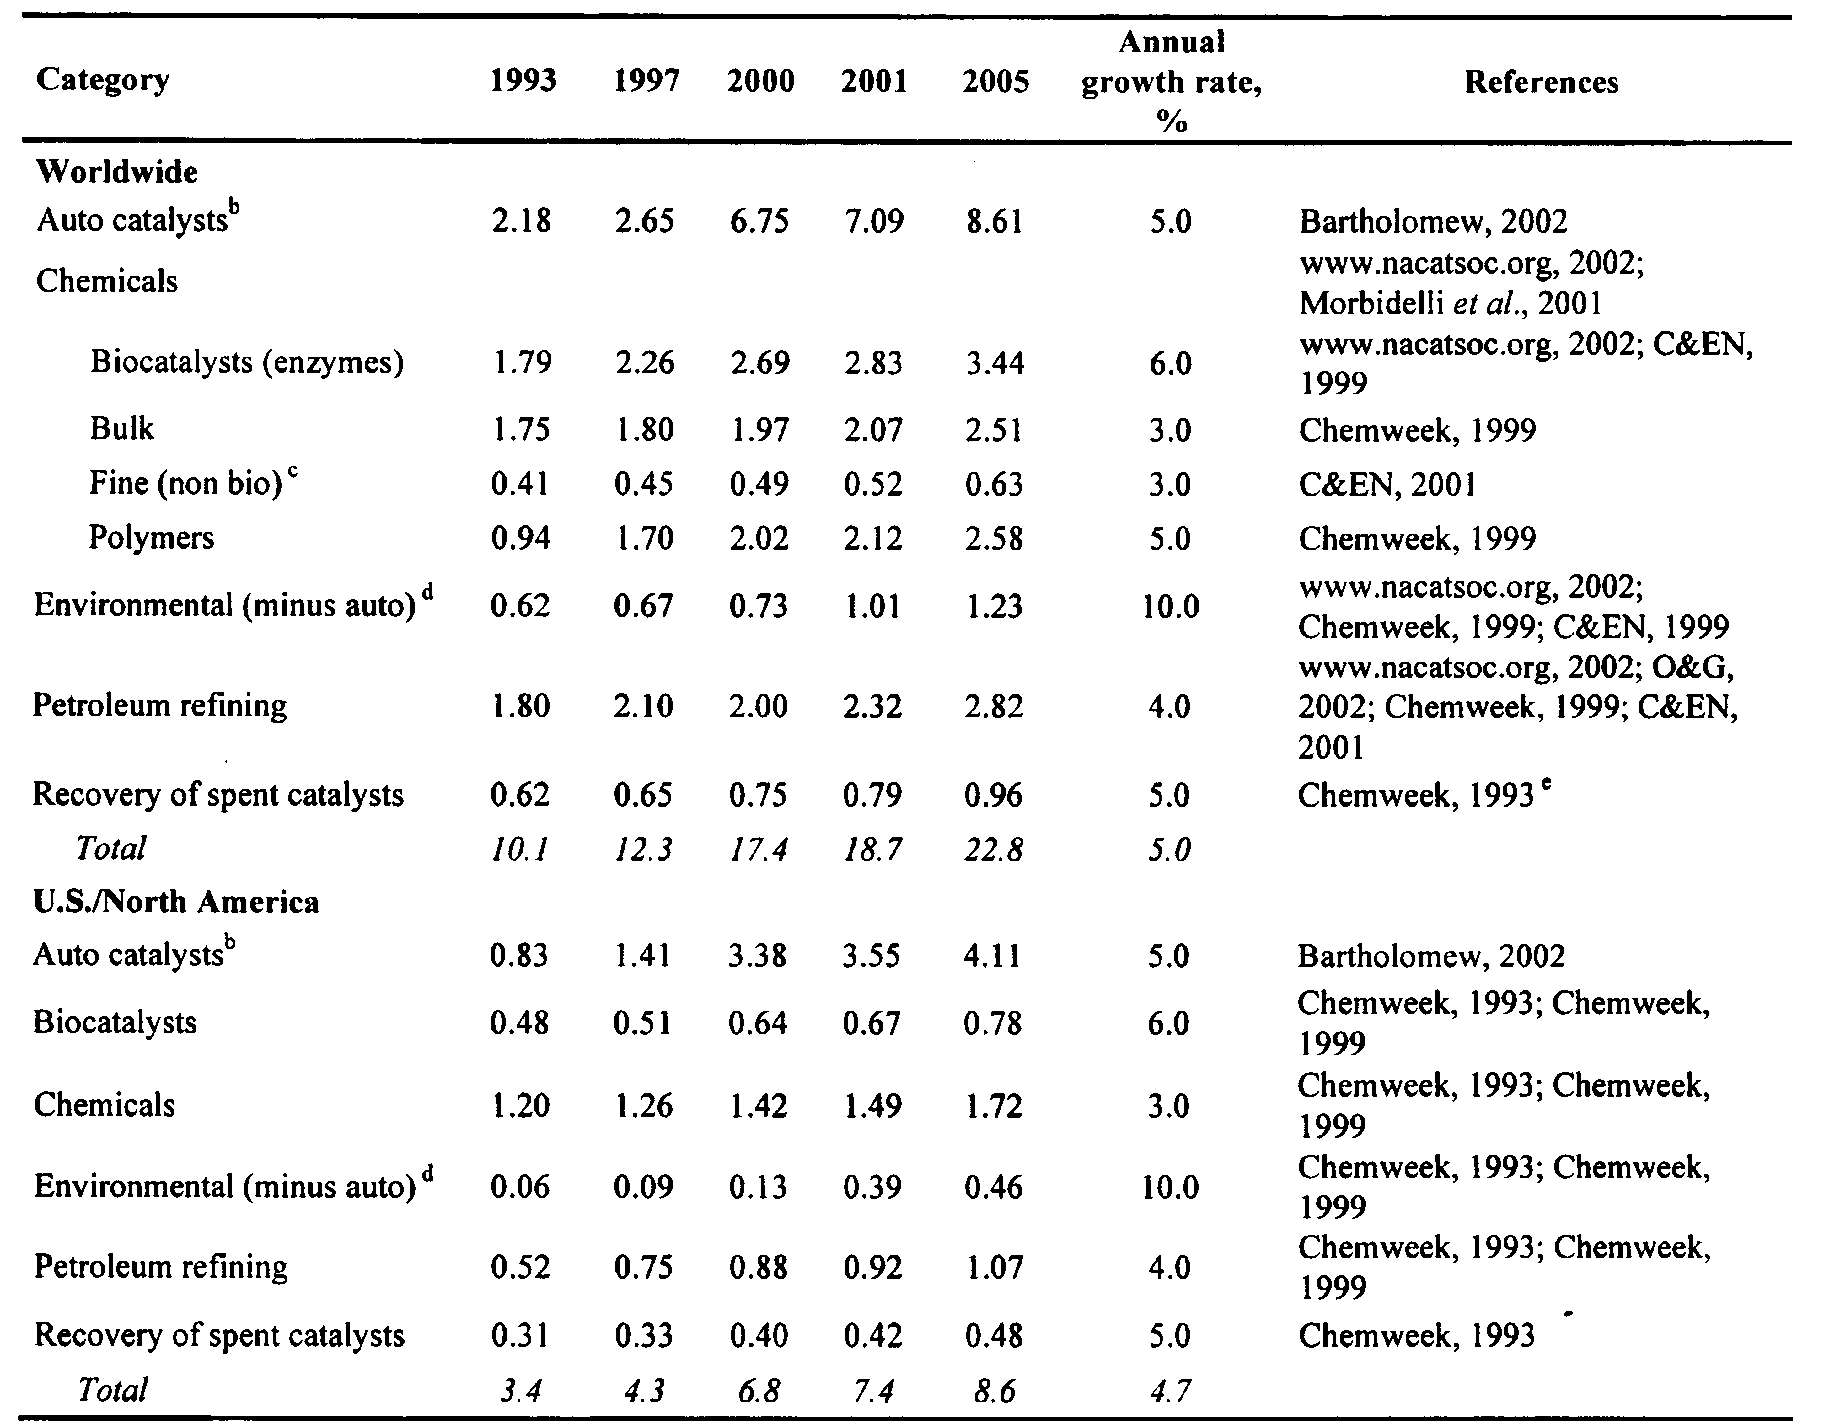 Category 1993 1997 2000 2001 2005 Annual growth rate, % References
Worldwide
Auto catalystsᵇ 2.18 2.65 6.75 7.09 8.61 5.0 Bartholomew, 2002
Chemicals www.nacatsoc.org, 2002;
Morbidelli et al., 2001
Biocatalysts (enzymes) 1.79 2.26 2.69 2.83 3.44 6.0 www.nacatsoc.org, 2002; C&EN,
1999
Bulk 1.75 1.80 1.97 2.07 2.51 3.0 Chemweek, 1999
Fine (non bio)ᶜ 0.41 0.45 0.49 0.52 0.63 3.0 C&EN, 2001
Polymers 0.94 1.70 2.02 2.12 2.58 5.0 Chemweek, 1999
Environmental (minus auto)ᵈ 0.62 0.67 0.73 1.01 1.23 10.0 www.nacatsoc.org, 2002;
Chemweek, 1999; C&EN, 1999
Petroleum refining 1.80 2.10 2.00 2.32 2.82 4.0 www.nacatsoc.org, 2002; O&G,
2002; Chemweek, 1999; C&EN,
2001
Recovery of spent catalysts 0.62 0.65 0.75 0.79 0.96 5.0 Chemweek, 1993ᵉ
Total 10.1 12.3 17.4 18.7 22.8 5.0
U.S./North America
Auto catalystsᵇ 0.83 1.41 3.38 3.55 4.11 5.0 Bartholomew, 2002
Biocatalysts 0.48 0.51 0.64 0.67 0.78 6.0 Chemweek, 1993; Chemweek,
1999
Chemicals 1.20 1.26 1.42 1.49 1.72 3.0 Chemweek, 1993; Chemweek,
1999
Environmental (minus auto)ᵈ 0.06 0.09 0.13 0.39 0.46 10.0 Chemweek, 1993; Chemweek,
1999
Petroleum refining 0.52 0.75 0.88 0.92 1.07 4.0 Chemweek, 1993; Chemweek,
1999
Recovery of spent catalysts 0.31 0.33 0.40 0.42 0.48 5.0 Chemweek, 1993
Total 3.4 4.3 6.8 7.4 8.6 4.7